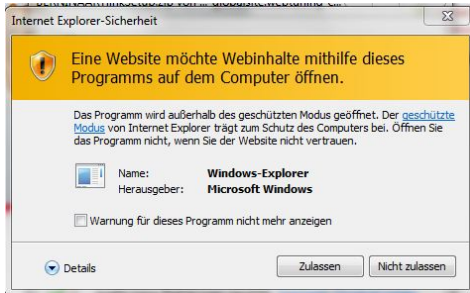 Internet Explorer-Sicherheit
Eine Website möchte Webinhalte mithilfe dieses
Programms auf dem Computer öffnen.
Das Programm wird außerhalb des geschützten Modus geöffnet. Der geschützte
Modus von Internet Explorer trägt zum Schutz des Computers bei. Öffnen Sie
das Programm nicht, wenn Sie der Website nicht vertrauen.
Name: Windows-Explorer
Herausgeber: Microsoft Windows
Warnung für dieses Programm nicht mehr anzeigen
Details Zulassen Nicht zulassen